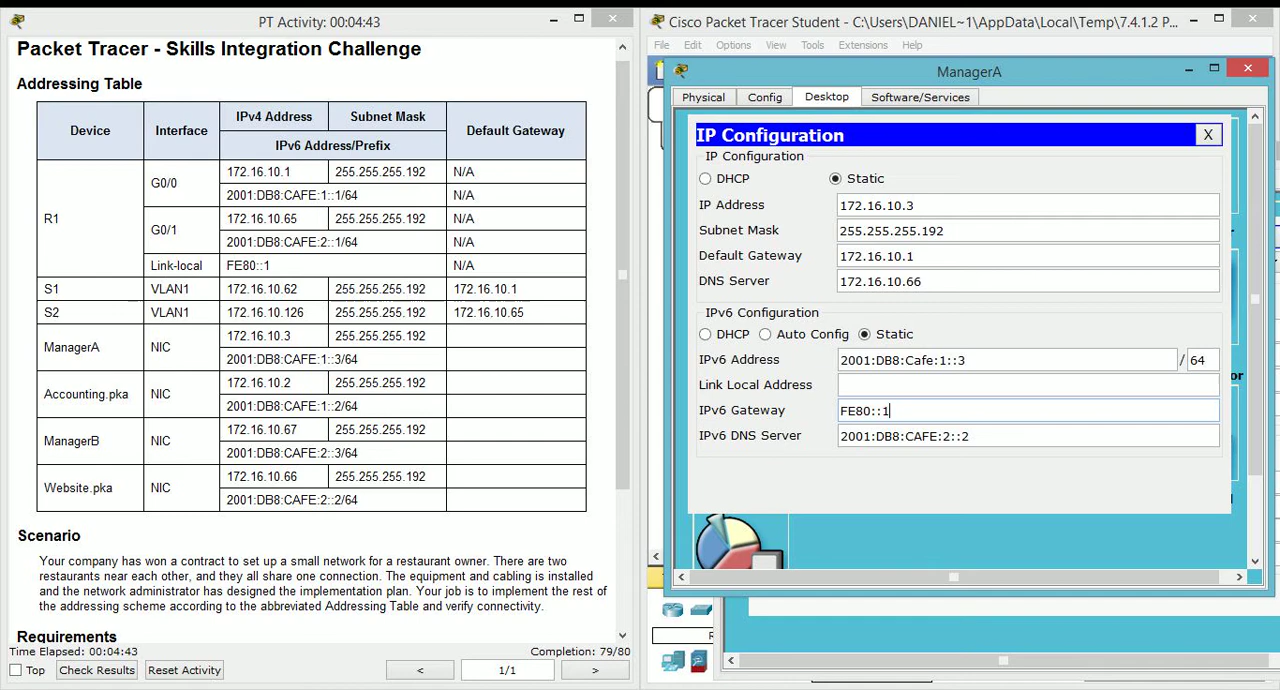 PT Activity: 00:04:43
Packet Tracer - Skills Integration Challenge
Addressing Table
Device Interface IPv4 Address Subnet Mask Default Gateway
IPv6 Address/Prefix
R1 G0/0 172.16.10.1 255.255.255.192 N/A
2001:DB8:CAFE:1::1/64 N/A
G0/1 172.16.10.65 255.255.255.192 N/A
2001:DB8:CAFE:2::1/64 N/A
Link-local FE80::1 N/A
S1 VLAN1 172.16.10.62 255.255.255.192 172.16.10.1
S2 VLAN1 172.16.10.126 255.255.255.192 172.16.10.65
ManagerA NIC 172.16.10.3 255.255.255.192
2001:DB8:CAFE:1::3/64
Accounting.pka NIC 172.16.10.2 255.255.255.192
2001:DB8:CAFE:1::2/64
ManagerB NIC 172.16.10.67 255.255.255.192
2001:DB8:CAFE:2::3/64
Website.pka NIC 172.16.10.66 255.255.255.192
2001:DB8:CAFE:2::2/64
Scenario
Your company has won a contract to set up a small network for a restaurant owner. There are two
restaurants near each other, and they all share one connection. The equipment and cabling is installed
and the network administrator has designed the implementation plan. Your job is to implement the rest of
the addressing scheme according to the abbreviated Addressing Table and verify connectivity.
Requirements
Time Elapsed: 00:04:43 Completion: 79/80
Top Check Results Reset Activity < 1/1 >
Cisco Packet Tracer Student - C:\Users\DANIEL~1\AppData\Local\Temp\7.4.1.2 P...
File Edit Options View Tools Extensions Help
ManagerA
Physical Config Desktop Software/Services
IP Configuration X
IP Configuration
DHCP Static
IP Address 172.16.10.3
Subnet Mask 255.255.255.192
Default Gateway 172.16.10.1
DNS Server 172.16.10.66
IPv6 Configuration
DHCP Auto Config Static
IPv6 Address 2001:DB8:Cafe:1::3 / 64
Link Local Address
IPv6 Gateway FE80::1
IPv6 DNS Server 2001:DB8:CAFE:2::2